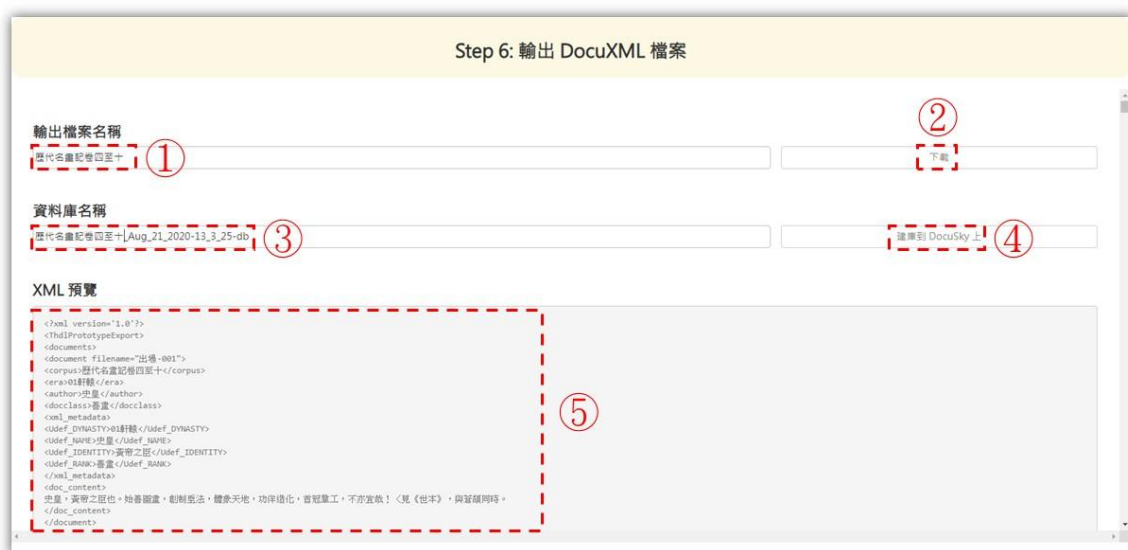 Step 6: 輸出 DocuXML 檔案
輸出檔案名稱
②
歷代名畫記卷四至十 ①
下載
資料庫名稱
歷代名畫記卷四至十_Aug_21_2020-13_3_25-db ③
建庫到 DocuSky 上 ④
XML 預覽
<?xml version='1.0'?>
<ThdlPrototypeExport>
<documents>
<document filename="出場-001">
<corpus>歷代名畫記卷四至十</corpus>
<era>01軒轅</era>
<author>史皇</author>
<docclass>善畫</docclass>
<xml_metadata>
<Udef_DYNASTY>01軒轅</Udef_DYNASTY>
<Udef_NAME>史皇</Udef_NAME>
<Udef_IDENTITY>黃帝之臣</Udef_IDENTITY>
<Udef_RANK>善畫</Udef_RANK>
</xml_metadata>
<doc_content>
史皇,黃帝之臣也。始善圖畫,創制垂法,體象天地,功侔造化,首冠羣工,不亦宜哉!〈見《世本》,與蒼頡同時。
</doc_content>
</document>
⑤